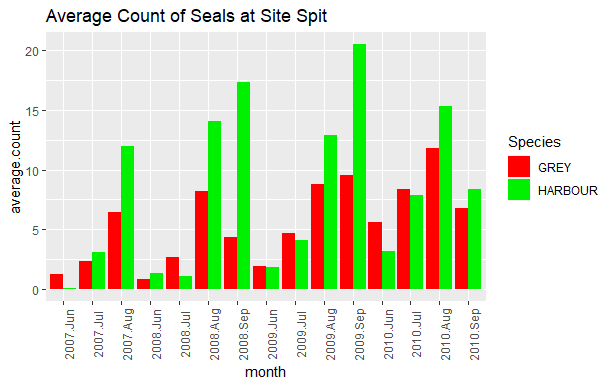 Average Count of Seals at Site Spit
average.count
20
15
10
5
0
2007.Jun
2007.Jul
2007.Aug
2008.Jun
2008.Jul
2008.Aug
2008.Sep
2009.Jun
2009.Jul
2009.Aug
2009.Sep
2010.Jun
2010.Jul
2010.Aug
2010.Sep
month
Species
GREY
HARBOUR